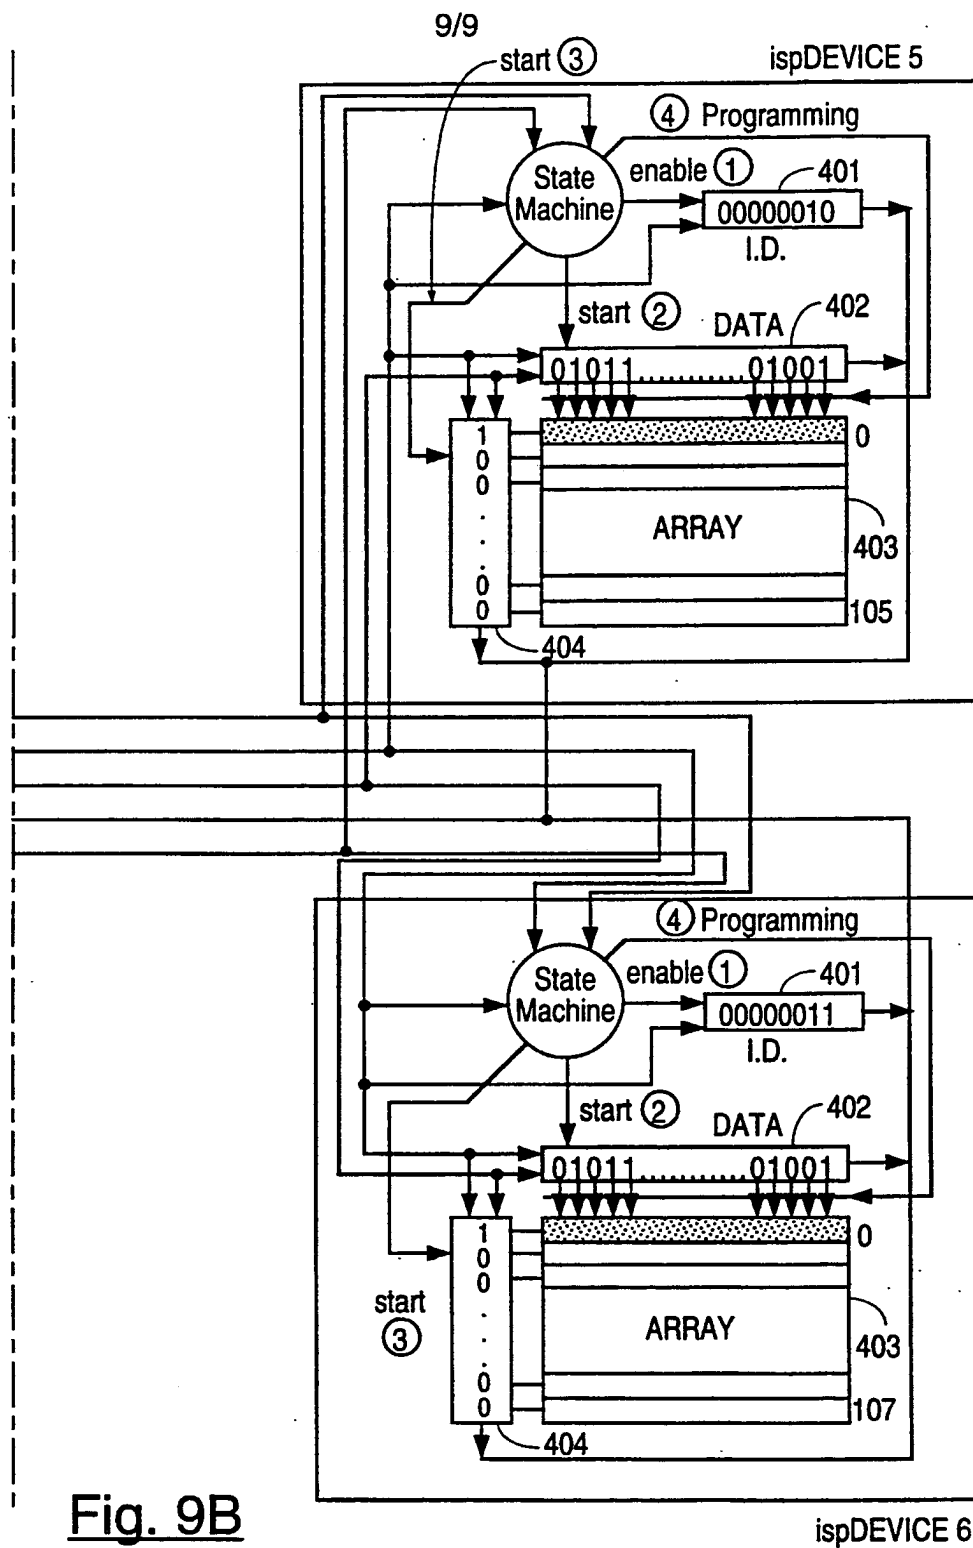 9/9
start ③
ispDEVICE 5
④ Programming
State
Machine
enable ①
401
00000010
I.D.
start ②
DATA
402
01011..............01001
1
0
0
.
.
.
0
0
0
ARRAY
403
105
404
④ Programming
State
Machine
enable ①
401
00000011
I.D.
start ②
DATA
402
01011..............01001
1
0
0
.
.
.
0
0
0
start
③
ARRAY
403
107
404
Fig. 9B
ispDEVICE 6